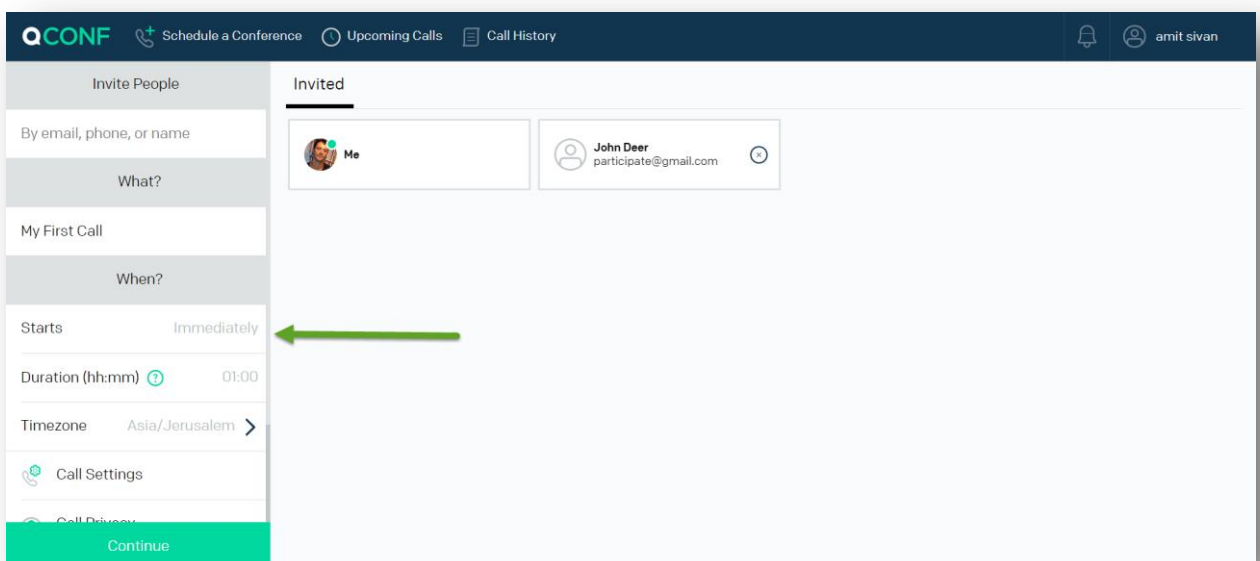 QCONF Schedule a Conference Upcoming Calls Call History amit sivan
Invite People
By email, phone, or name
What?
My First Call
When?
Starts Immediately
Duration (hh:mm) ? 01:00
Timezone Asia/Jerusalem
Call Settings
Call Privacy
Continue
Invited
Me
John Deer
participate@gmail.com